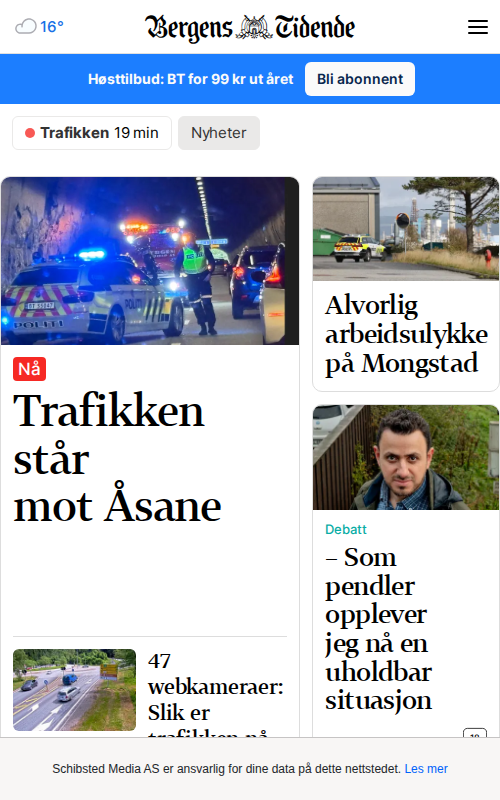 16°
Bergens Tidende
Høsttilbud: BT for 99 kr ut året
Bli abonnent
Trafikken 19 min
Nyheter
POLITI
Nå
Trafikken
står
mot Åsane
47
webkameraer:
Slik er
trafikken nå
Alvorlig
arbeidsulykke
på Mongstad
Debatt
– Som
pendler
opplever
jeg nå en
uholdbar
situasjon
Schibsted Media AS er ansvarlig for dine data på dette nettstedet. Les mer